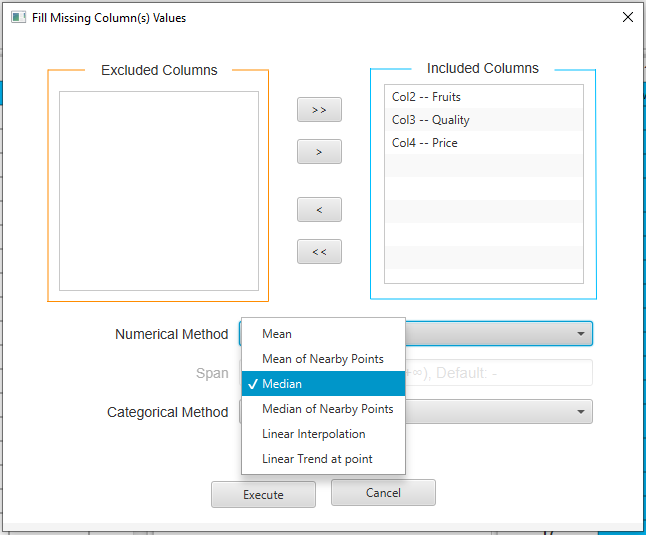 Fill Missing Column(s) Values
Excluded Columns
Included Columns
Col2 -- Fruits
Col3 -- Quality
Col4 -- Price
>>
>
<
<<
Numerical Method
Mean
Mean of Nearby Points
Span
+∞), Default: -
✓ Median
Categorical Method
Median of Nearby Points
Linear Interpolation
Linear Trend at point
Execute
Cancel